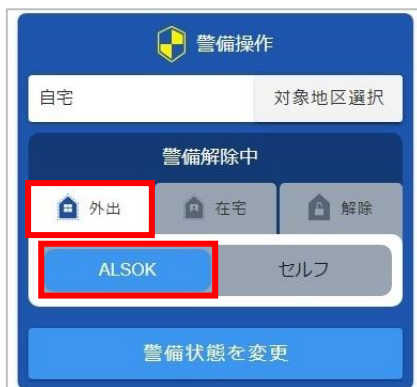 警備操作
自宅 対象地区選択
警備解除中
外出 在宅 解除
ALSOK セルフ
警備状態を変更